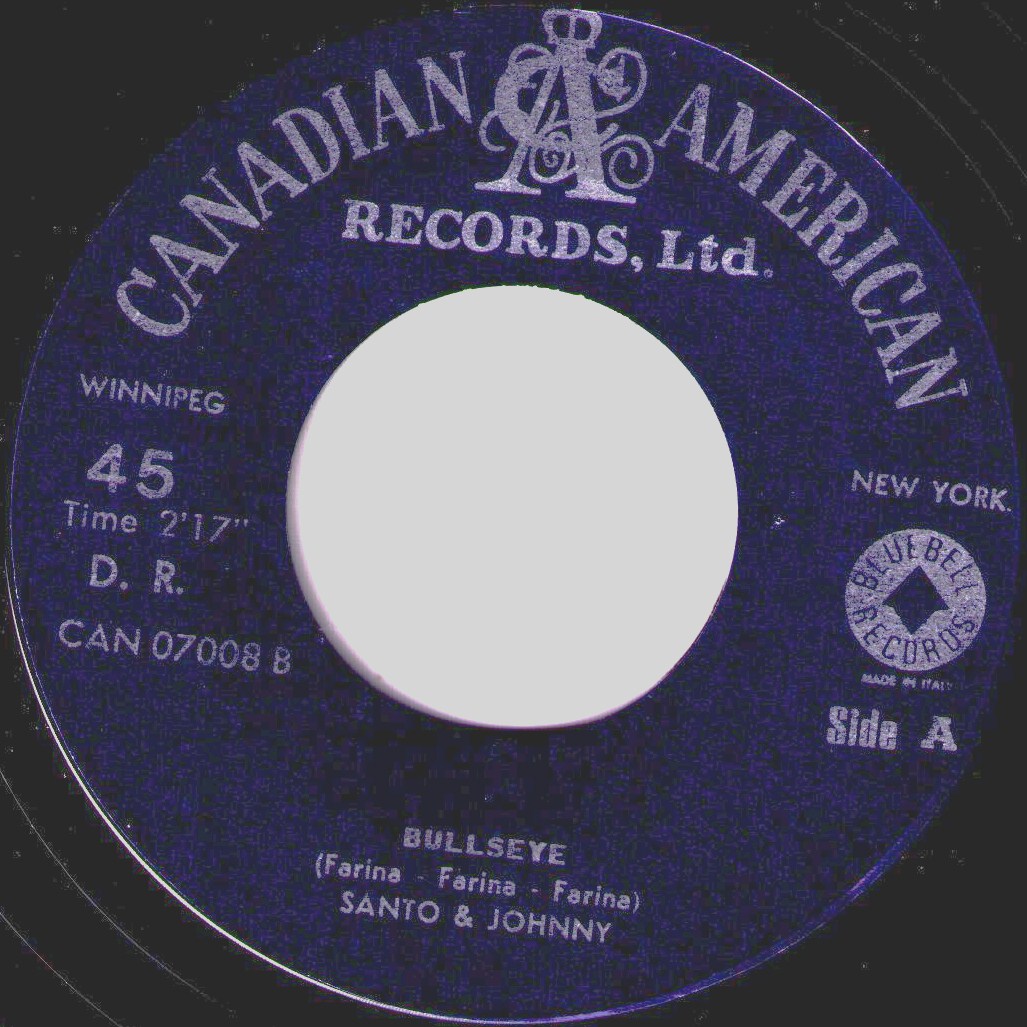 CANADIAN AMERICAN
RECORDS, Ltd.
WINNIPEG
45
Time 2'17"
D. R.
CAN 07008 B
NEW YORK.
BLUEBELL
RECORDS
MADE IN ITALY
Side A
BULLSEYE
(Farina - Farina - Farina)
SANTO & JOHNNY